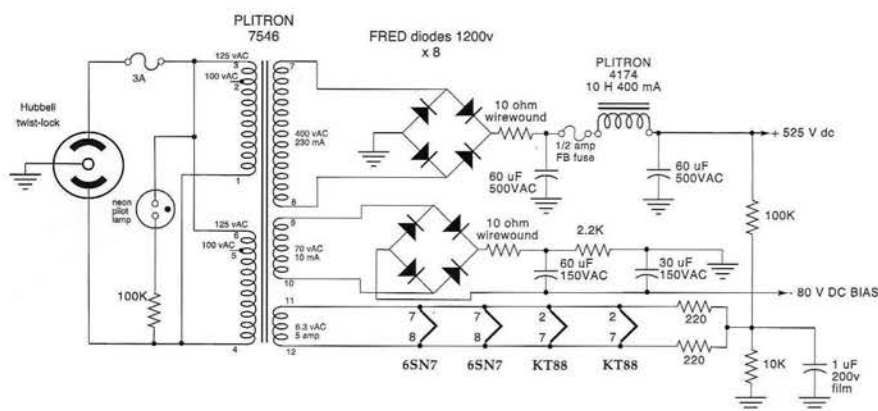 PLITRON
7546
FRED diodes 1200v
x 8
PLITRON
4174
10 H 400 mA
Hubbell
twist-lock
3A
125 vAC
3
100 vAC
2
1
7
400 vAC
230 mA
8
10 ohm
wirewound
1/2 amp
FB fuse
60 uF
500VAC
60 uF
500VAC
+ 525 V dc
100K
neon
pilot
lamp
100K
125 vAC
6
100 vAC
5
4
9
70 vAC
10 mA
10
10 ohm
wirewound
2.2K
60 uF
150VAC
30 uF
150VAC
- 80 V DC BIAS
11
6.3 vAC
5 amp
12
7
8
6SN7
7
8
6SN7
2
7
KT88
2
7
KT88
220
220
10K
1 uF
200v
film